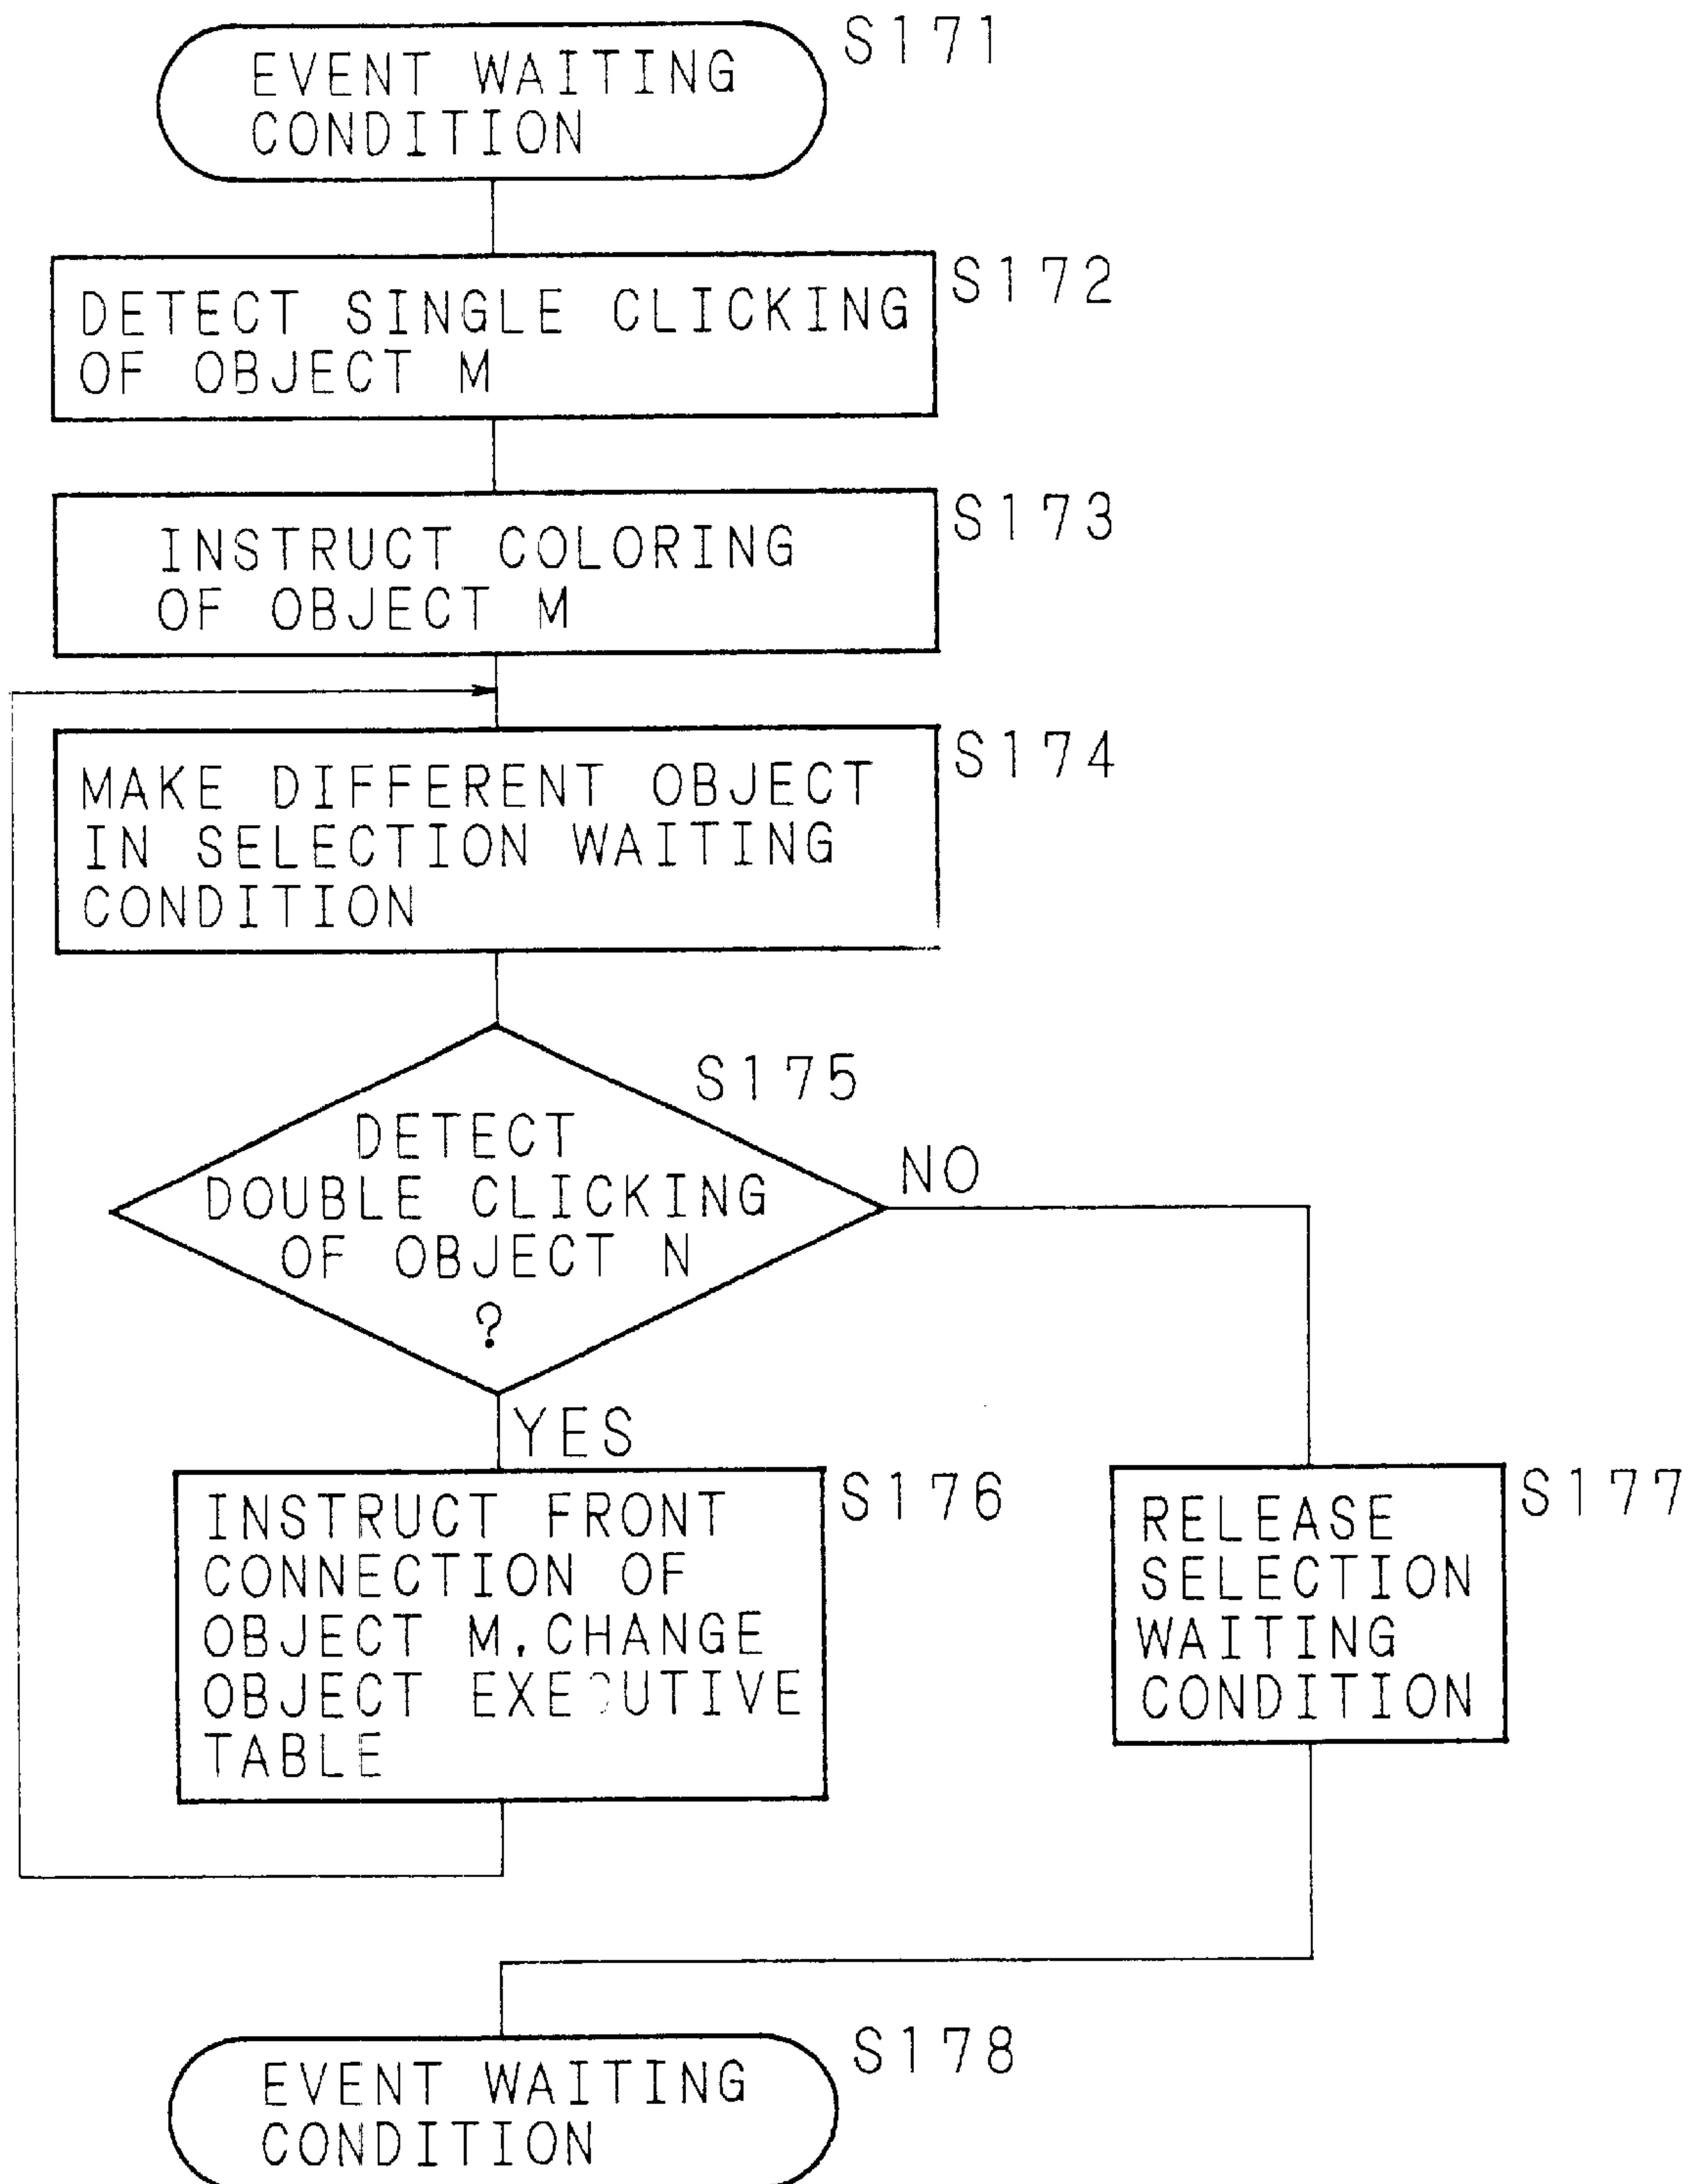 S171
EVENT WAITING
CONDITION
S172
DETECT SINGLE CLICKING
OF OBJECT M
S173
INSTRUCT COLORING
OF OBJECT M
S174
MAKE DIFFERENT OBJECT
IN SELECTION WAITING
CONDITION
S175
DETECT
DOUBLE CLICKING
OF OBJECT N
?
NO
YES
S176
INSTRUCT FRONT
CONNECTION OF
OBJECT M, CHANGE
OBJECT EXECUTIVE
TABLE
S177
RELEASE
SELECTION
WAITING
CONDITION
S178
EVENT WAITING
CONDITION